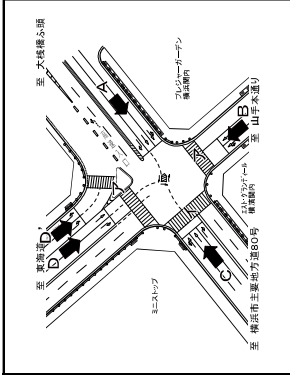 至 大桟橋ふ頭
プレジャーガーデン
横浜関内
A
B
至 山手本通り
至 東海道
D'
D
エスト・グランディール
横濱関内
C
ミニストップ
至 横浜市主要地方道80号